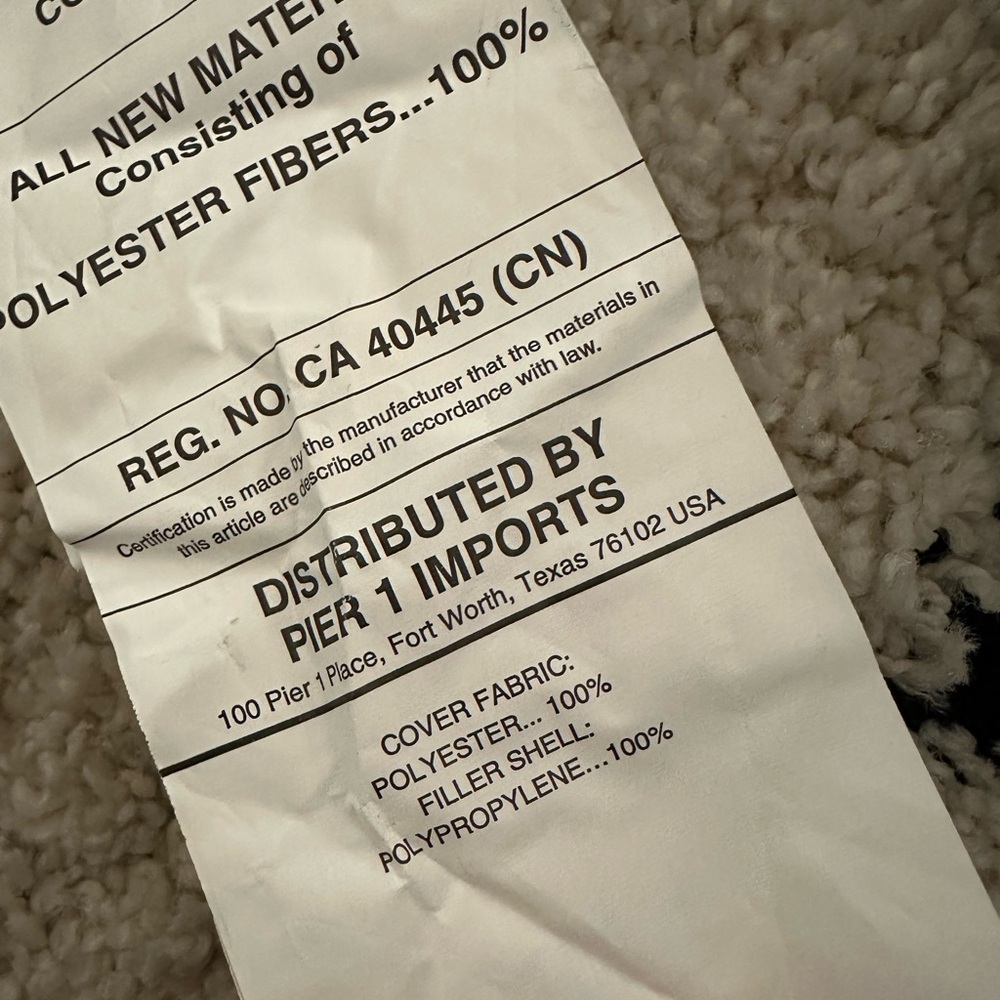 ALL NEW
Consisting of
POLYESTER FIBERS...100%
REG. NO CA 40445 (CN)
Certification is made by the manufacturer that the materials in
this article are described in accordance with law.
DISTRIBUTED BY
PIER 1 IMPORTS
100 Pier 1 Place, Fort Worth, Texas 76102 USA
COVER FABRIC:
POLYESTER... 100%
FILLER SHELL:
POLYPROPYLENE...100%